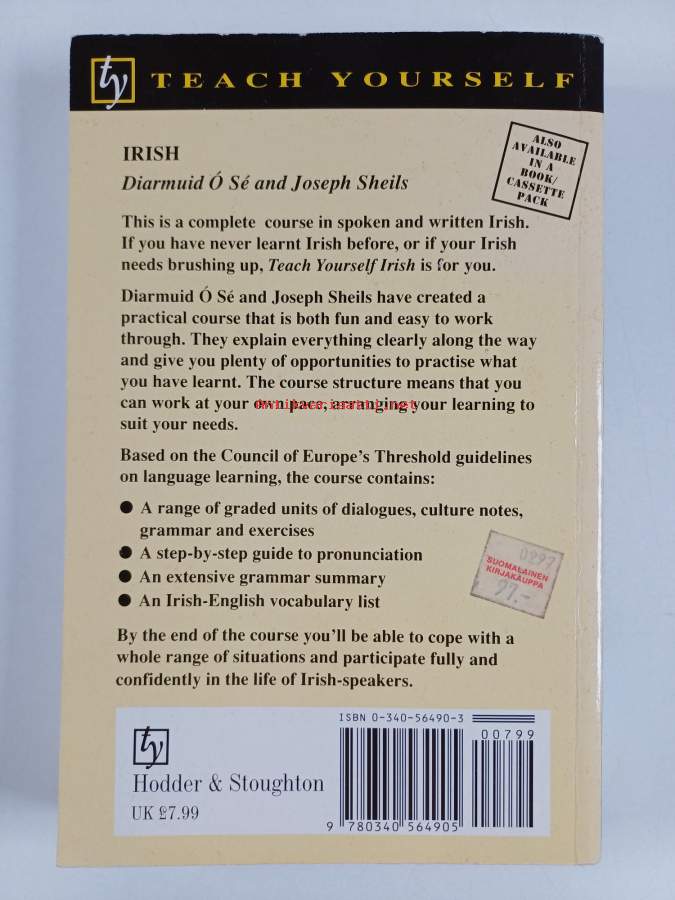 ty TEACH YOURSELF
ALSO
AVAILABLE
IN A
BOOK/
CASSETTE
PACK
IRISH
Diarmuid Ó Sé and Joseph Sheils
This is a complete course in spoken and written Irish.
If you have never learnt Irish before, or if your Irish
needs brushing up, Teach Yourself Irish is for you.
Diarmuid Ó Sé and Joseph Sheils have created a
practical course that is both fun and easy to work
through. They explain everything clearly along the way
and give you plenty of opportunities to practise what
you have learnt. The course structure means that you
can work at your own pace, arranging your learning to
suit your needs.
Based on the Council of Europe's Threshold guidelines
on language learning, the course contains:
● A range of graded units of dialogues, culture notes,
grammar and exercises
● A step-by-step guide to pronunciation
● An extensive grammar summary
● An Irish-English vocabulary list
0297
SUOMALAINEN
KIRJAKAUPPA
97.-
By the end of the course you'll be able to cope with a
whole range of situations and participate fully and
confidently in the life of Irish-speakers.
ISBN 0-340-56490-3
00799
ty
Hodder & Stoughton
UK £7.99
9 780340 564905